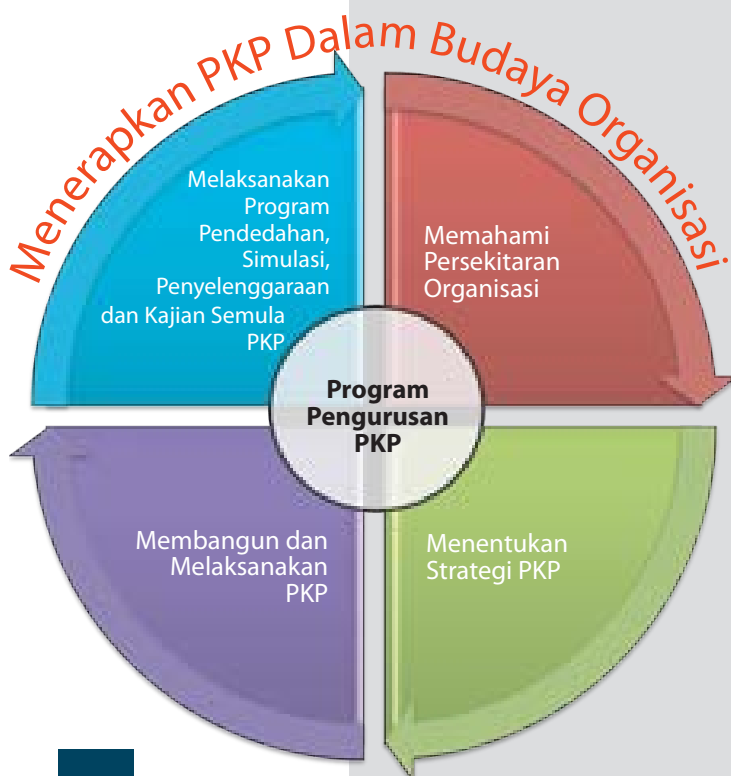 Menerapkan PKP Dalam Budaya Organisasi
Melaksanakan
Program
Pendedahan,
Simulasi,
Penyelenggaraan
dan Kajian Semula
PKP
Memahami
Persekitaran
Organisasi
Program
Pengurusan
PKP
Membangun dan
Melaksanakan
PKP
Menentukan
Strategi PKP